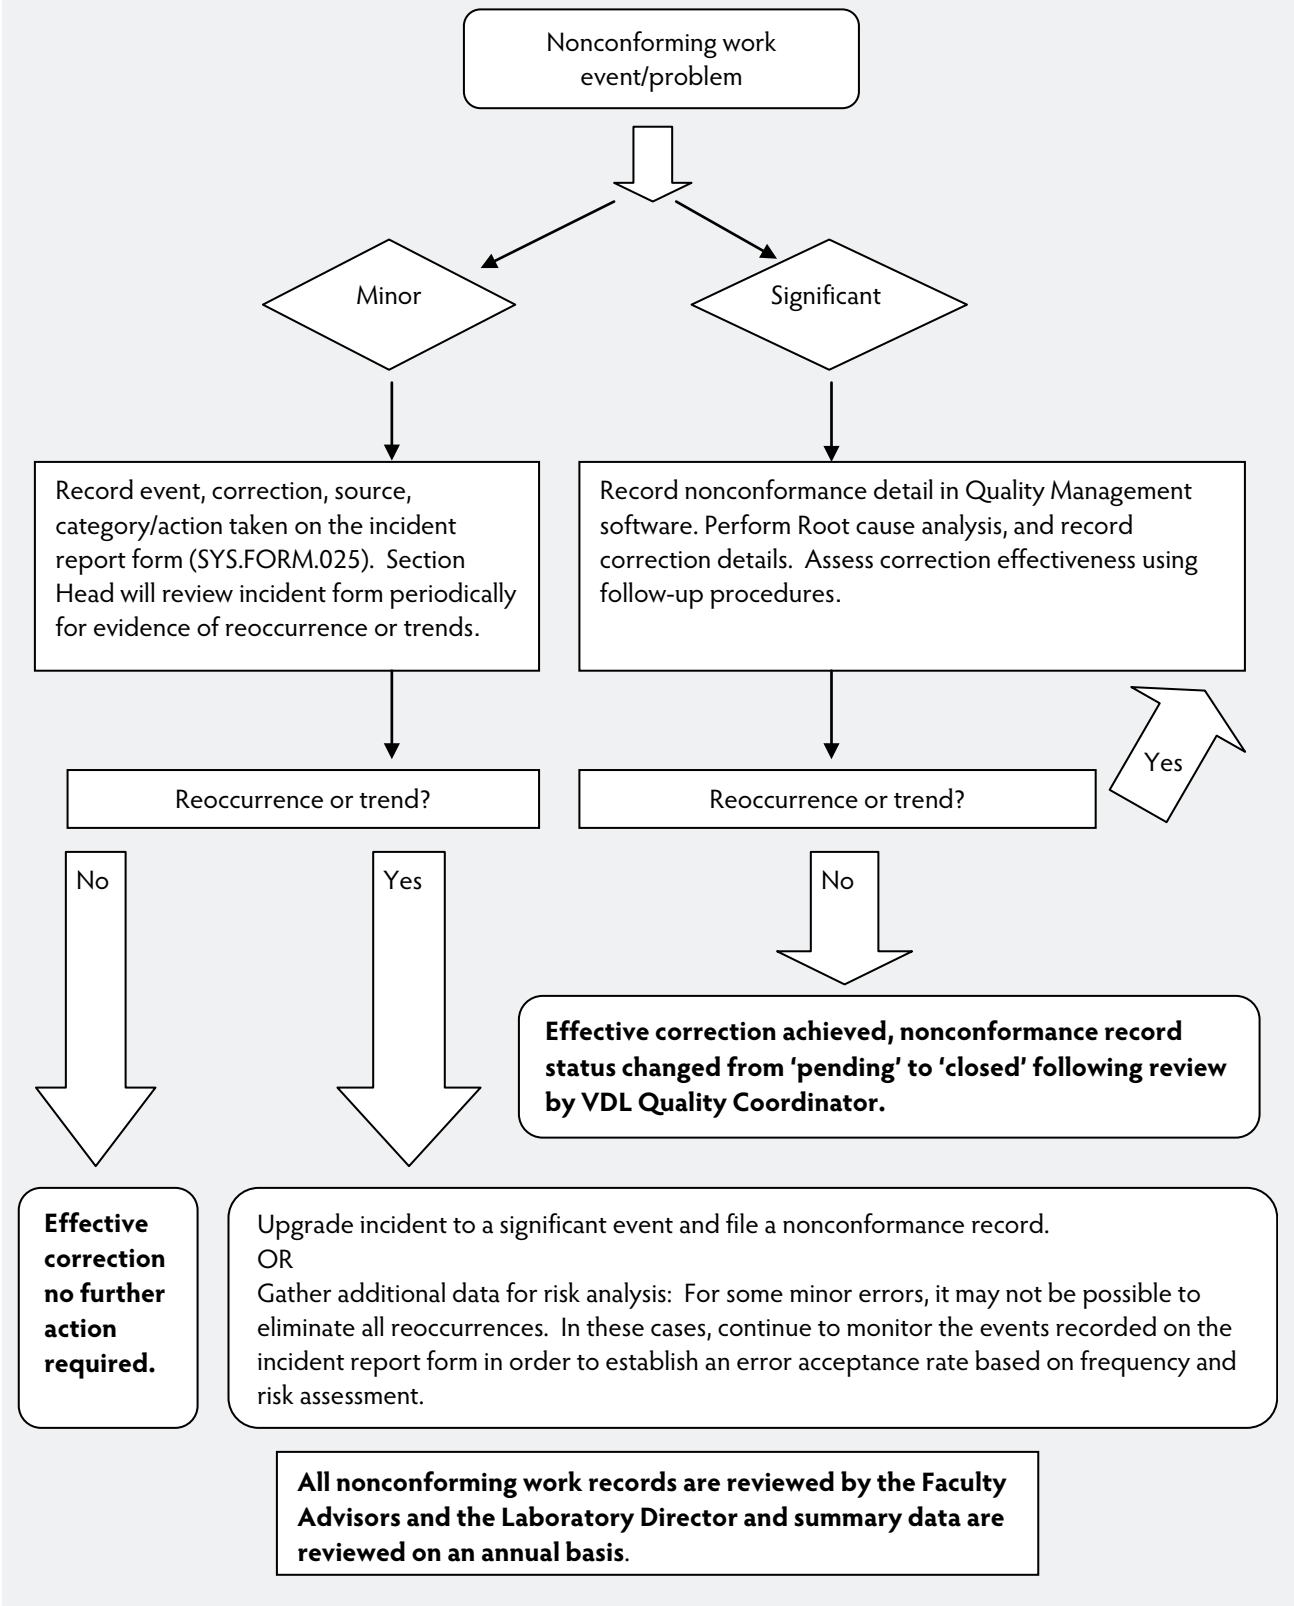 Nonconforming work
event/problem
Minor
Significant
Record event, correction, source,
category/action taken on the incident
report form (SYS.FORM.025).  Section
Head will review incident form periodically
for evidence of reoccurrence or trends.
Record nonconformance detail in Quality Management
software. Perform Root cause analysis, and record
correction details.  Assess correction effectiveness using
follow-up procedures.
Reoccurrence or trend?
Reoccurrence or trend?
Yes
No
Yes
No
Effective correction achieved, nonconformance record
status changed from ‘pending’ to ‘closed’ following review
by VDL Quality Coordinator.
Effective
correction
no further
action
required.
Upgrade incident to a significant event and file a nonconformance record.
OR
Gather additional data for risk analysis:  For some minor errors, it may not be possible to
eliminate all reoccurrences.  In these cases, continue to monitor the events recorded on the
incident report form in order to establish an error acceptance rate based on frequency and
risk assessment.
All nonconforming work records are reviewed by the Faculty
Advisors and the Laboratory Director and summary data are
reviewed on an annual basis.